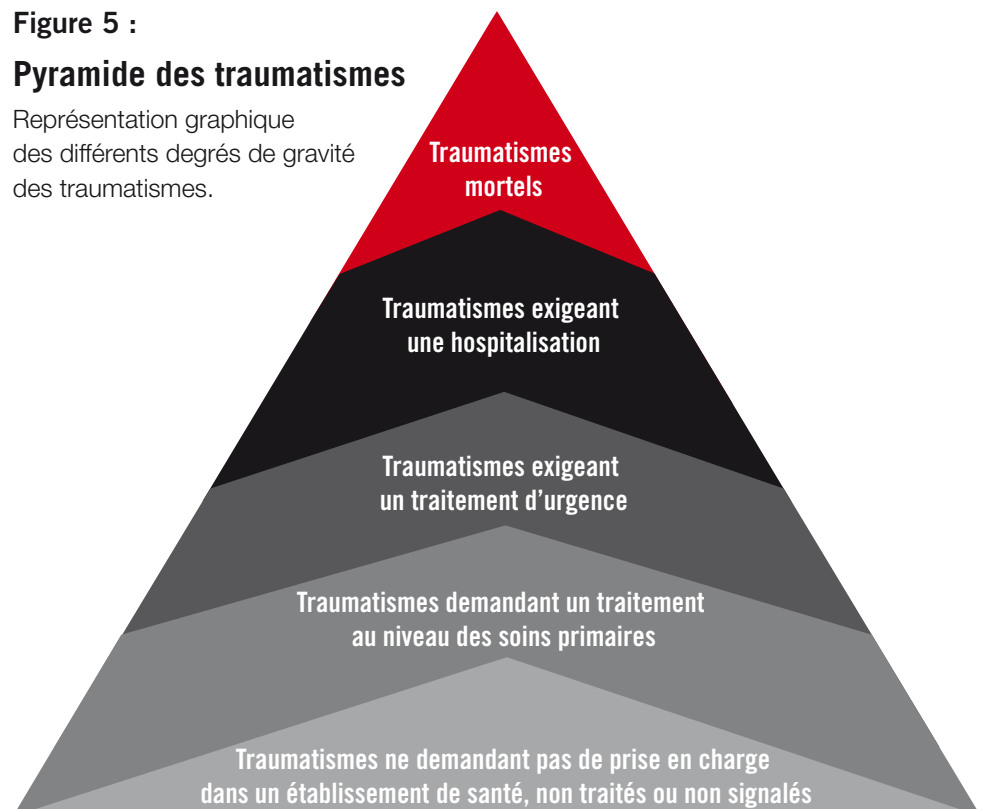 Figure 5 :
Pyramide des traumatismes
Représentation graphique
des différents degrés de gravité
des traumatismes.
Traumatismes
mortels
Traumatismes exigeant
une hospitalisation
Traumatismes exigeant
un traitement d’urgence
Traumatismes demandant un traitement
au niveau des soins primaires
Traumatismes ne demandant pas de prise en charge
dans un établissement de santé, non traités ou non signalés